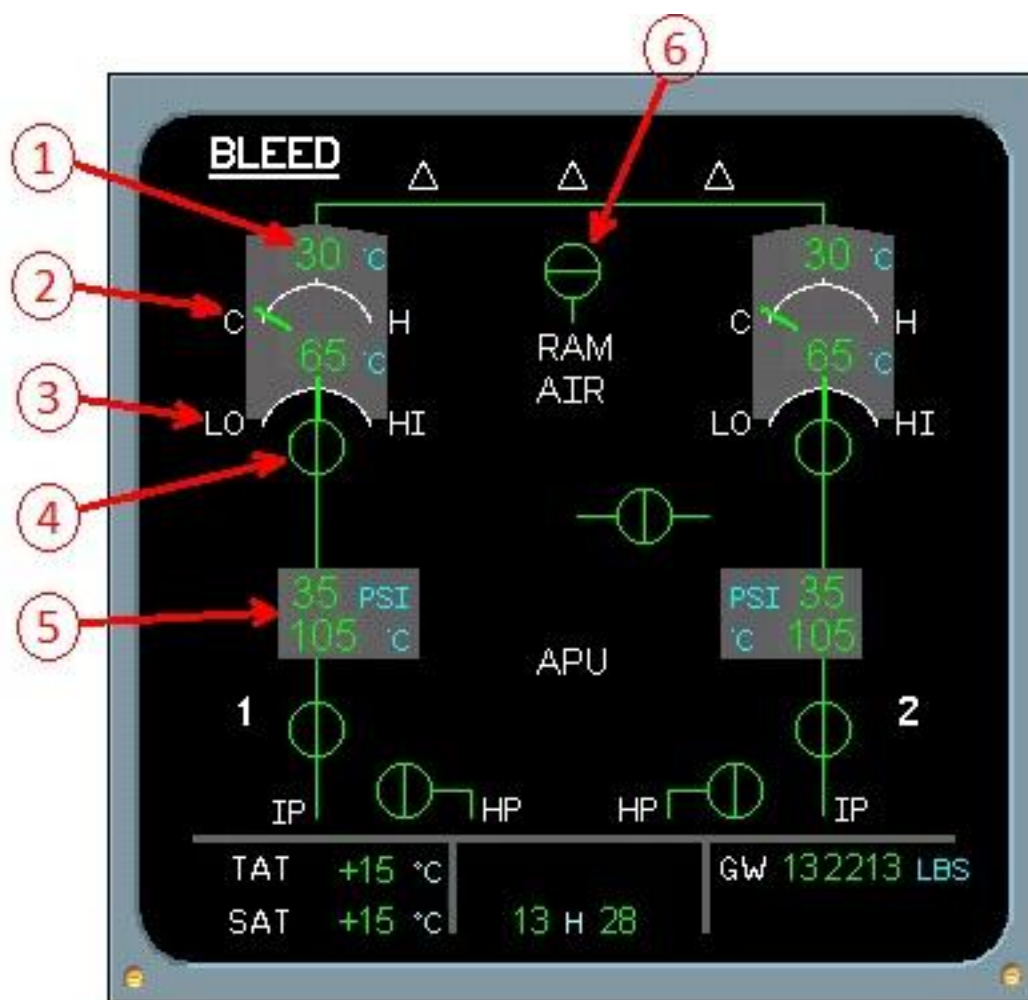 6
1
BLEED
30 °C
30 °C
2
C
H
C
H
65 °C
65 °C
RAM
AIR
3
LO
HI
LO
HI
4
5
35 PSI
105 °C
PSI 35
°C 105
APU
1
2
IP
HP
HP
IP
TAT +15 °C
GW 132213 LBS
SAT +15 °C
13 H 28